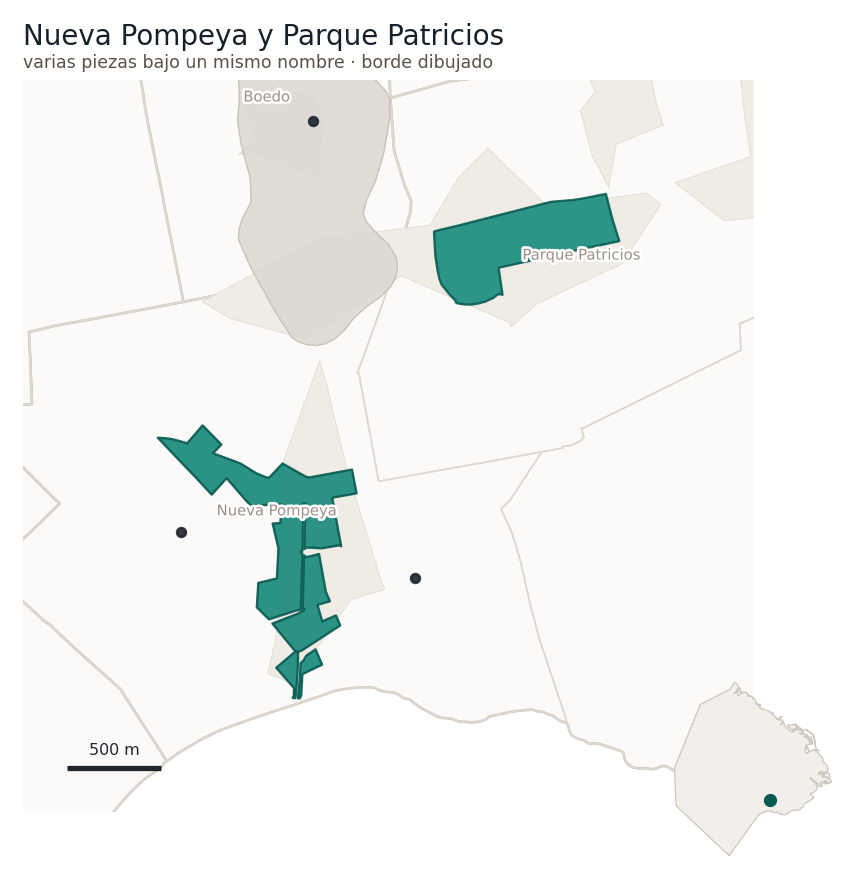 Nueva Pompeya y Parque Patricios
varias piezas bajo un mismo nombre · borde dibujado
Boedo
Parque Patricios
Nueva Pompeya
500 m